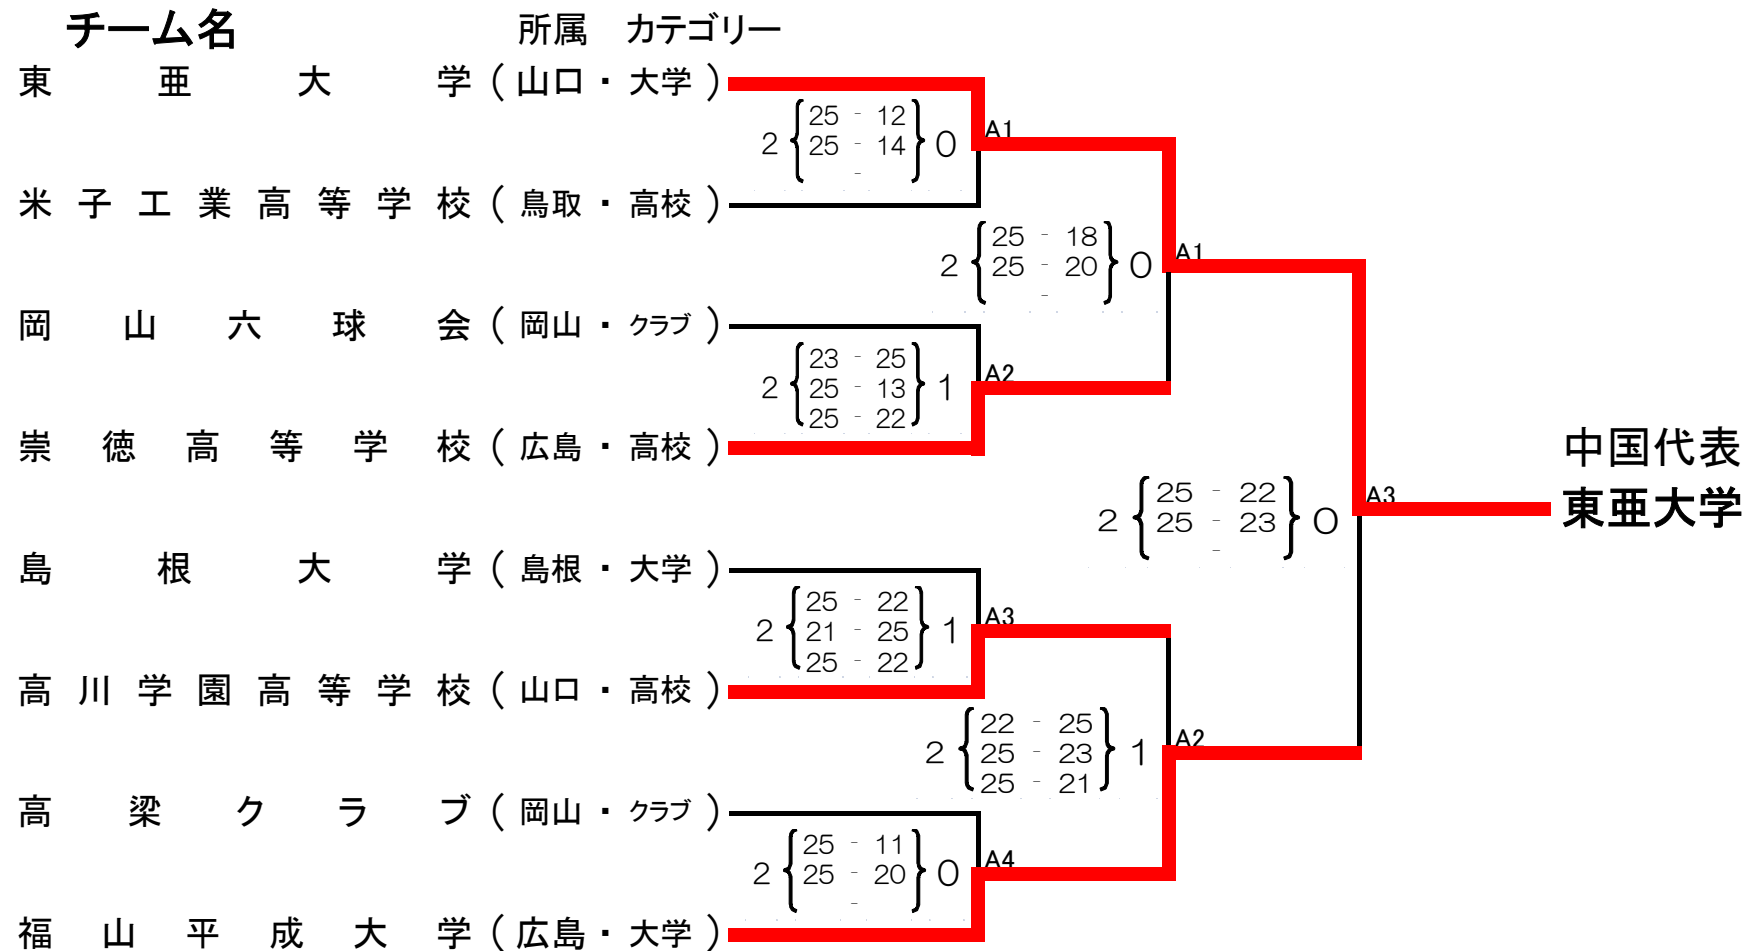 チーム名 所属 カテゴリー
東亜大学（山口・大学）
2 { 25 - 12 } 0 A1
25 - 14
-
米子工業高等学校（鳥取・高校）
2 { 25 - 18 } 0 A1
25 - 20
-
岡山六球会（岡山・クラブ）
2 { 23 - 25 } 1 A2
25 - 13
25 - 22
崇徳高等学校（広島・高校）
中国代表
東亜大学
2 { 25 - 22 } 0 A3
25 - 23
-
島根大学（島根・大学）
2 { 25 - 22 } 1 A3
21 - 25
25 - 22
高川学園高等学校（山口・高校）
2 { 22 - 25 } 1 A2
25 - 23
25 - 21
高梁クラブ（岡山・クラブ）
2 { 25 - 11 } 0 A4
25 - 20
-
福山平成大学（広島・大学）